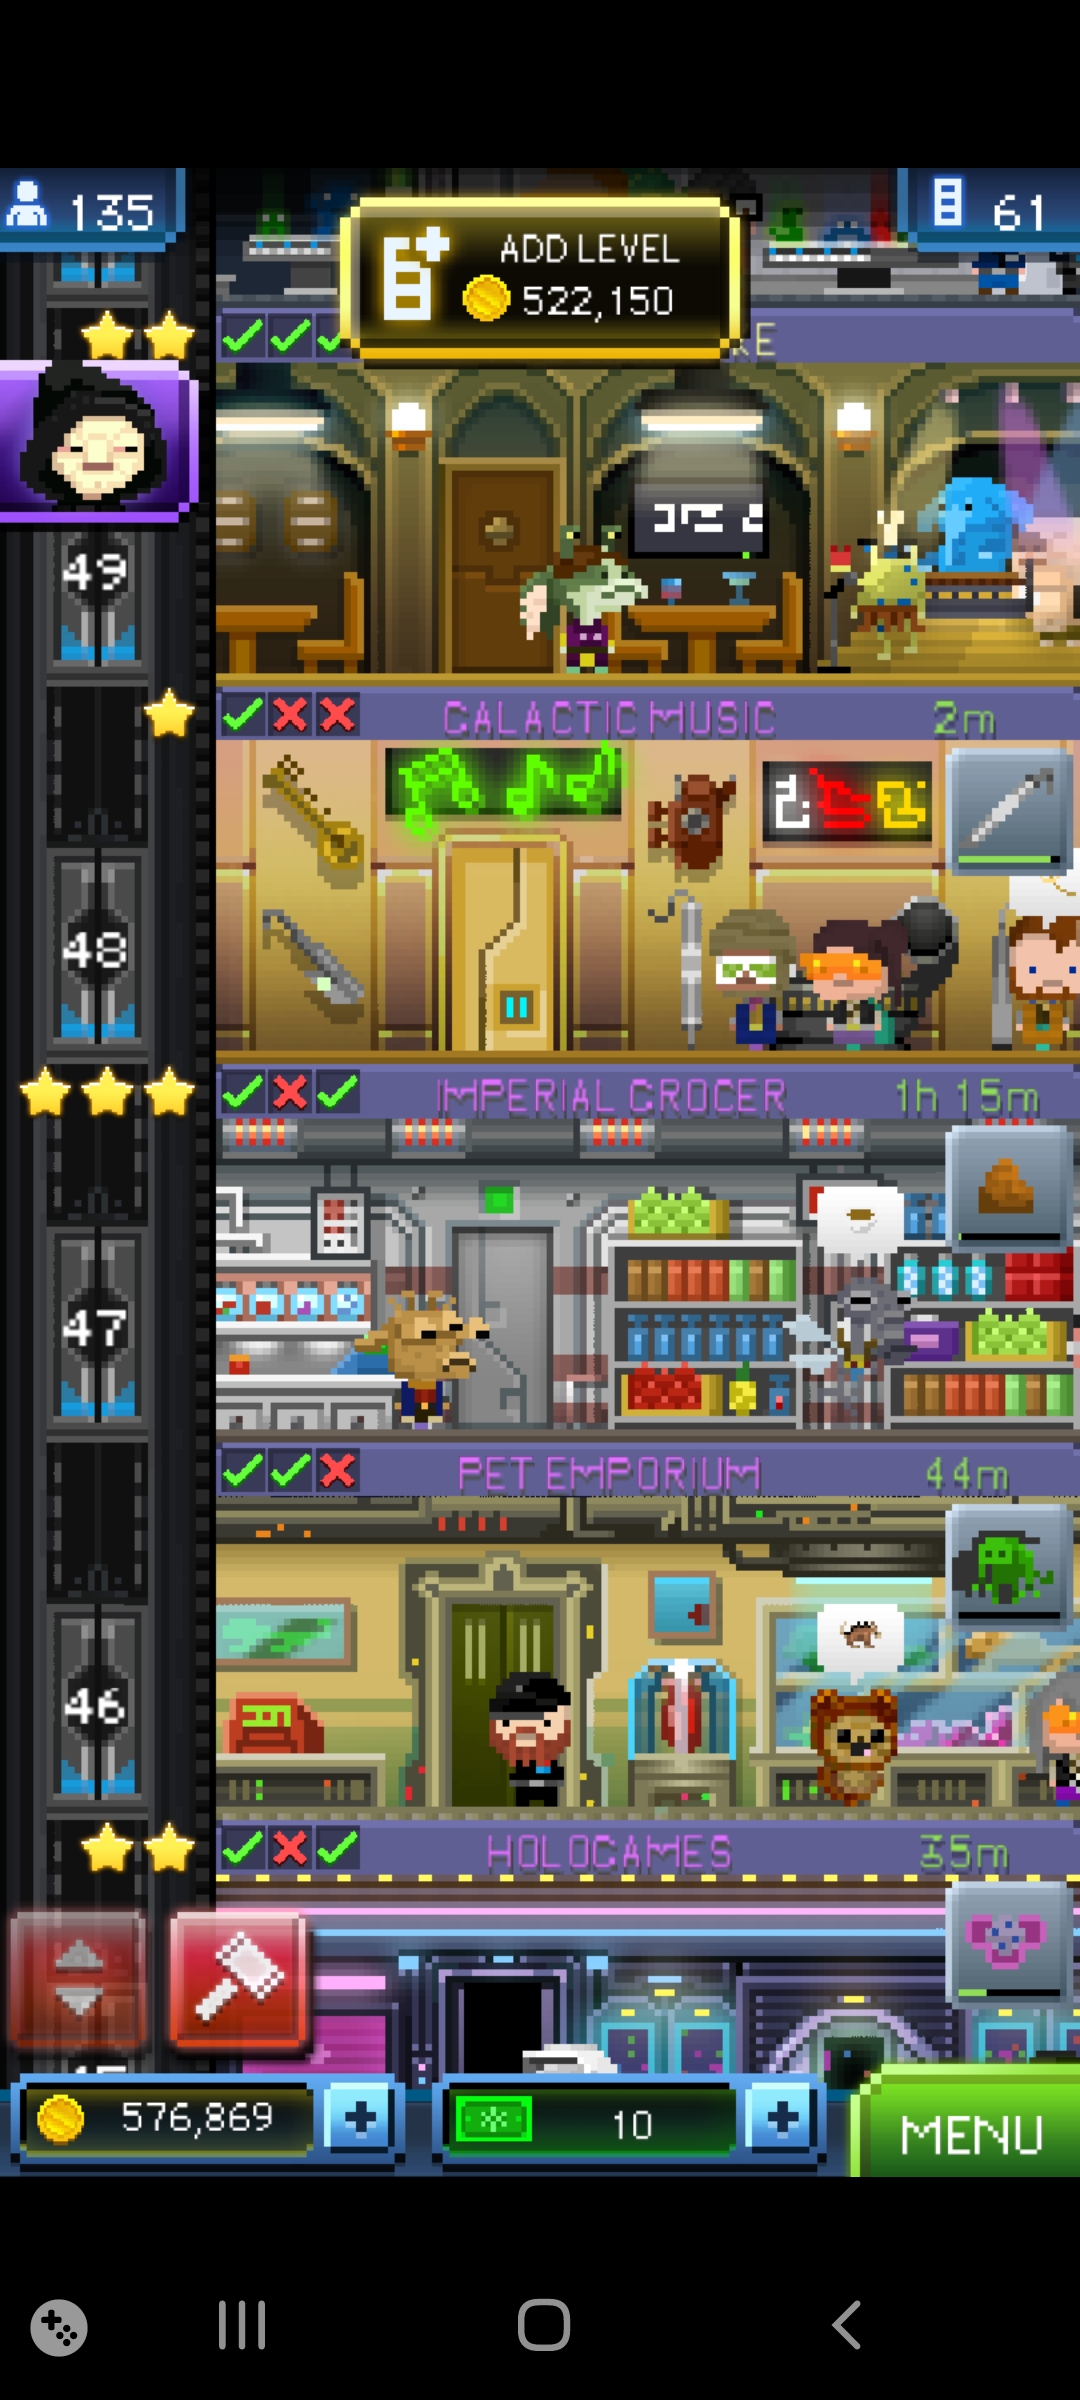 135
ADD LEVEL
522,150
61
49
GALACTIC MUSIC
2m
48
IMPERIAL GROCER
1h 15m
47
PET EMPORIUM
44m
46
HOLOGAMES
35m
576,869
10
MENU